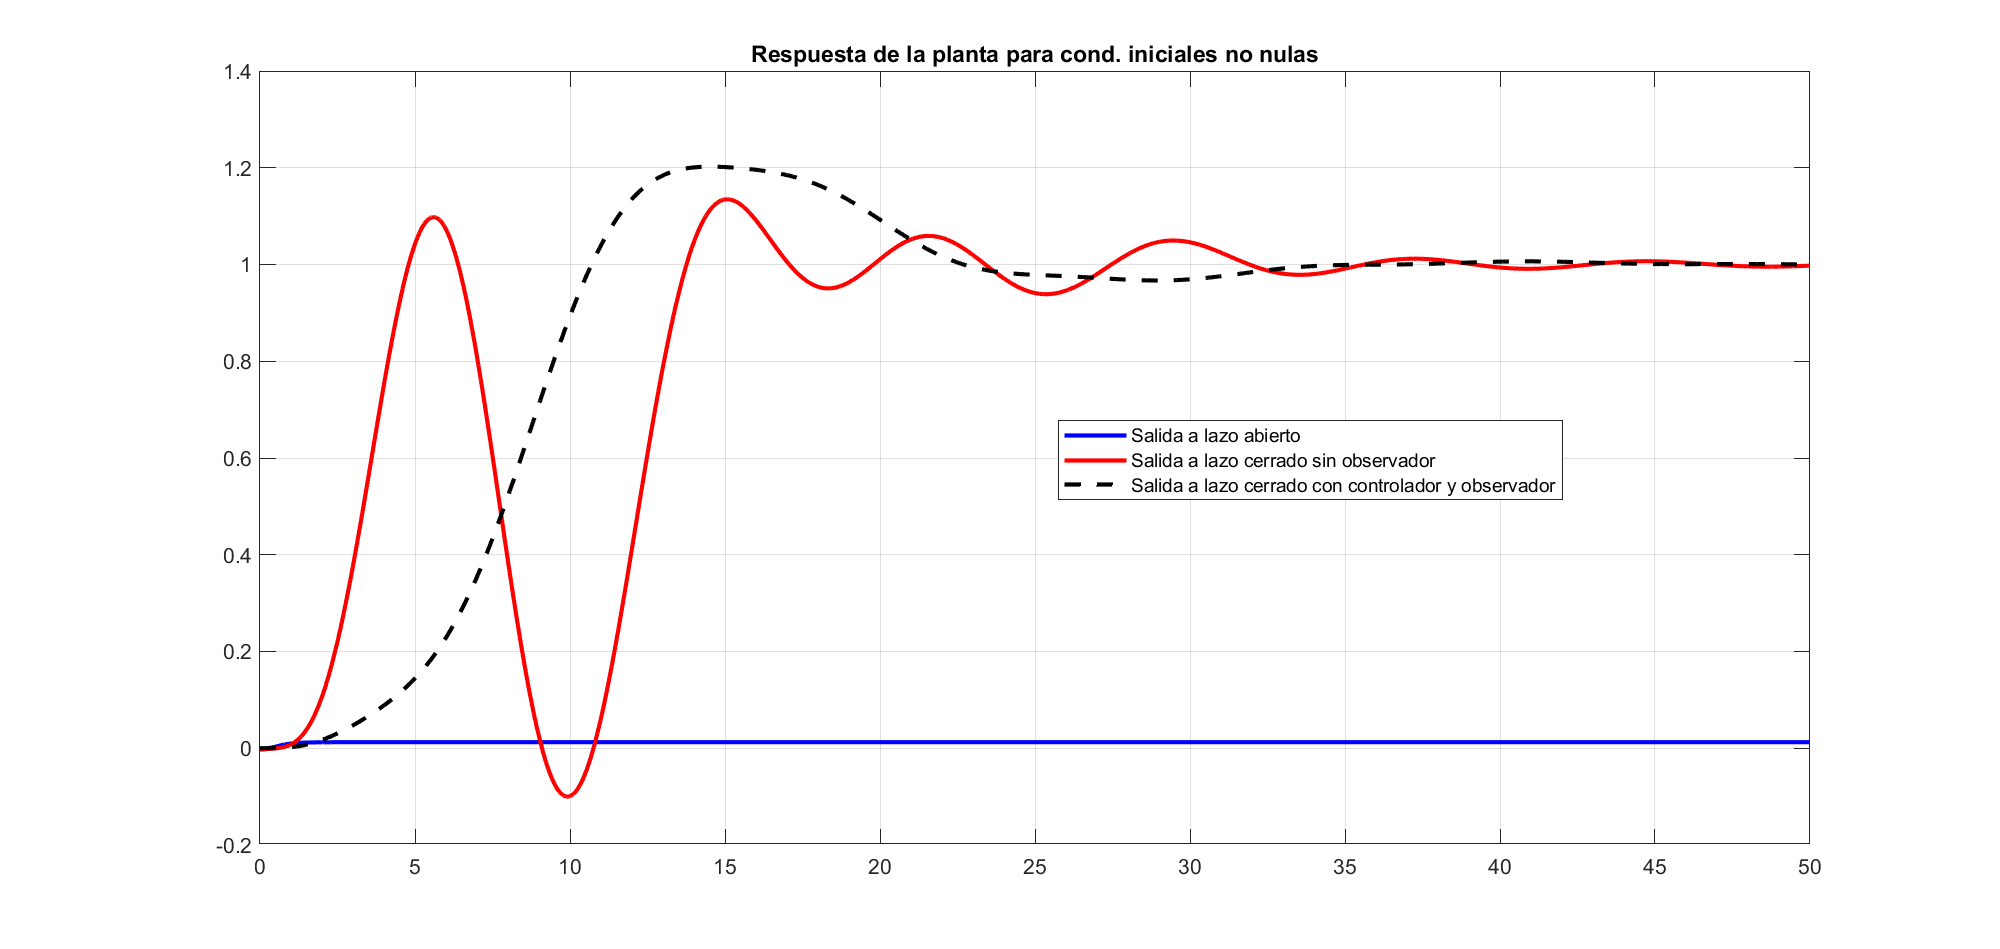 Respuesta de la planta para cond. iniciales no nulas
1.4
1.2
1
0.8
0.6
0.4
0.2
0
-0.2
Salida a lazo abierto
Salida a lazo cerrado sin observador
Salida a lazo cerrado con controlador y observador
0 5 10 15 20 25 30 35 40 45 50